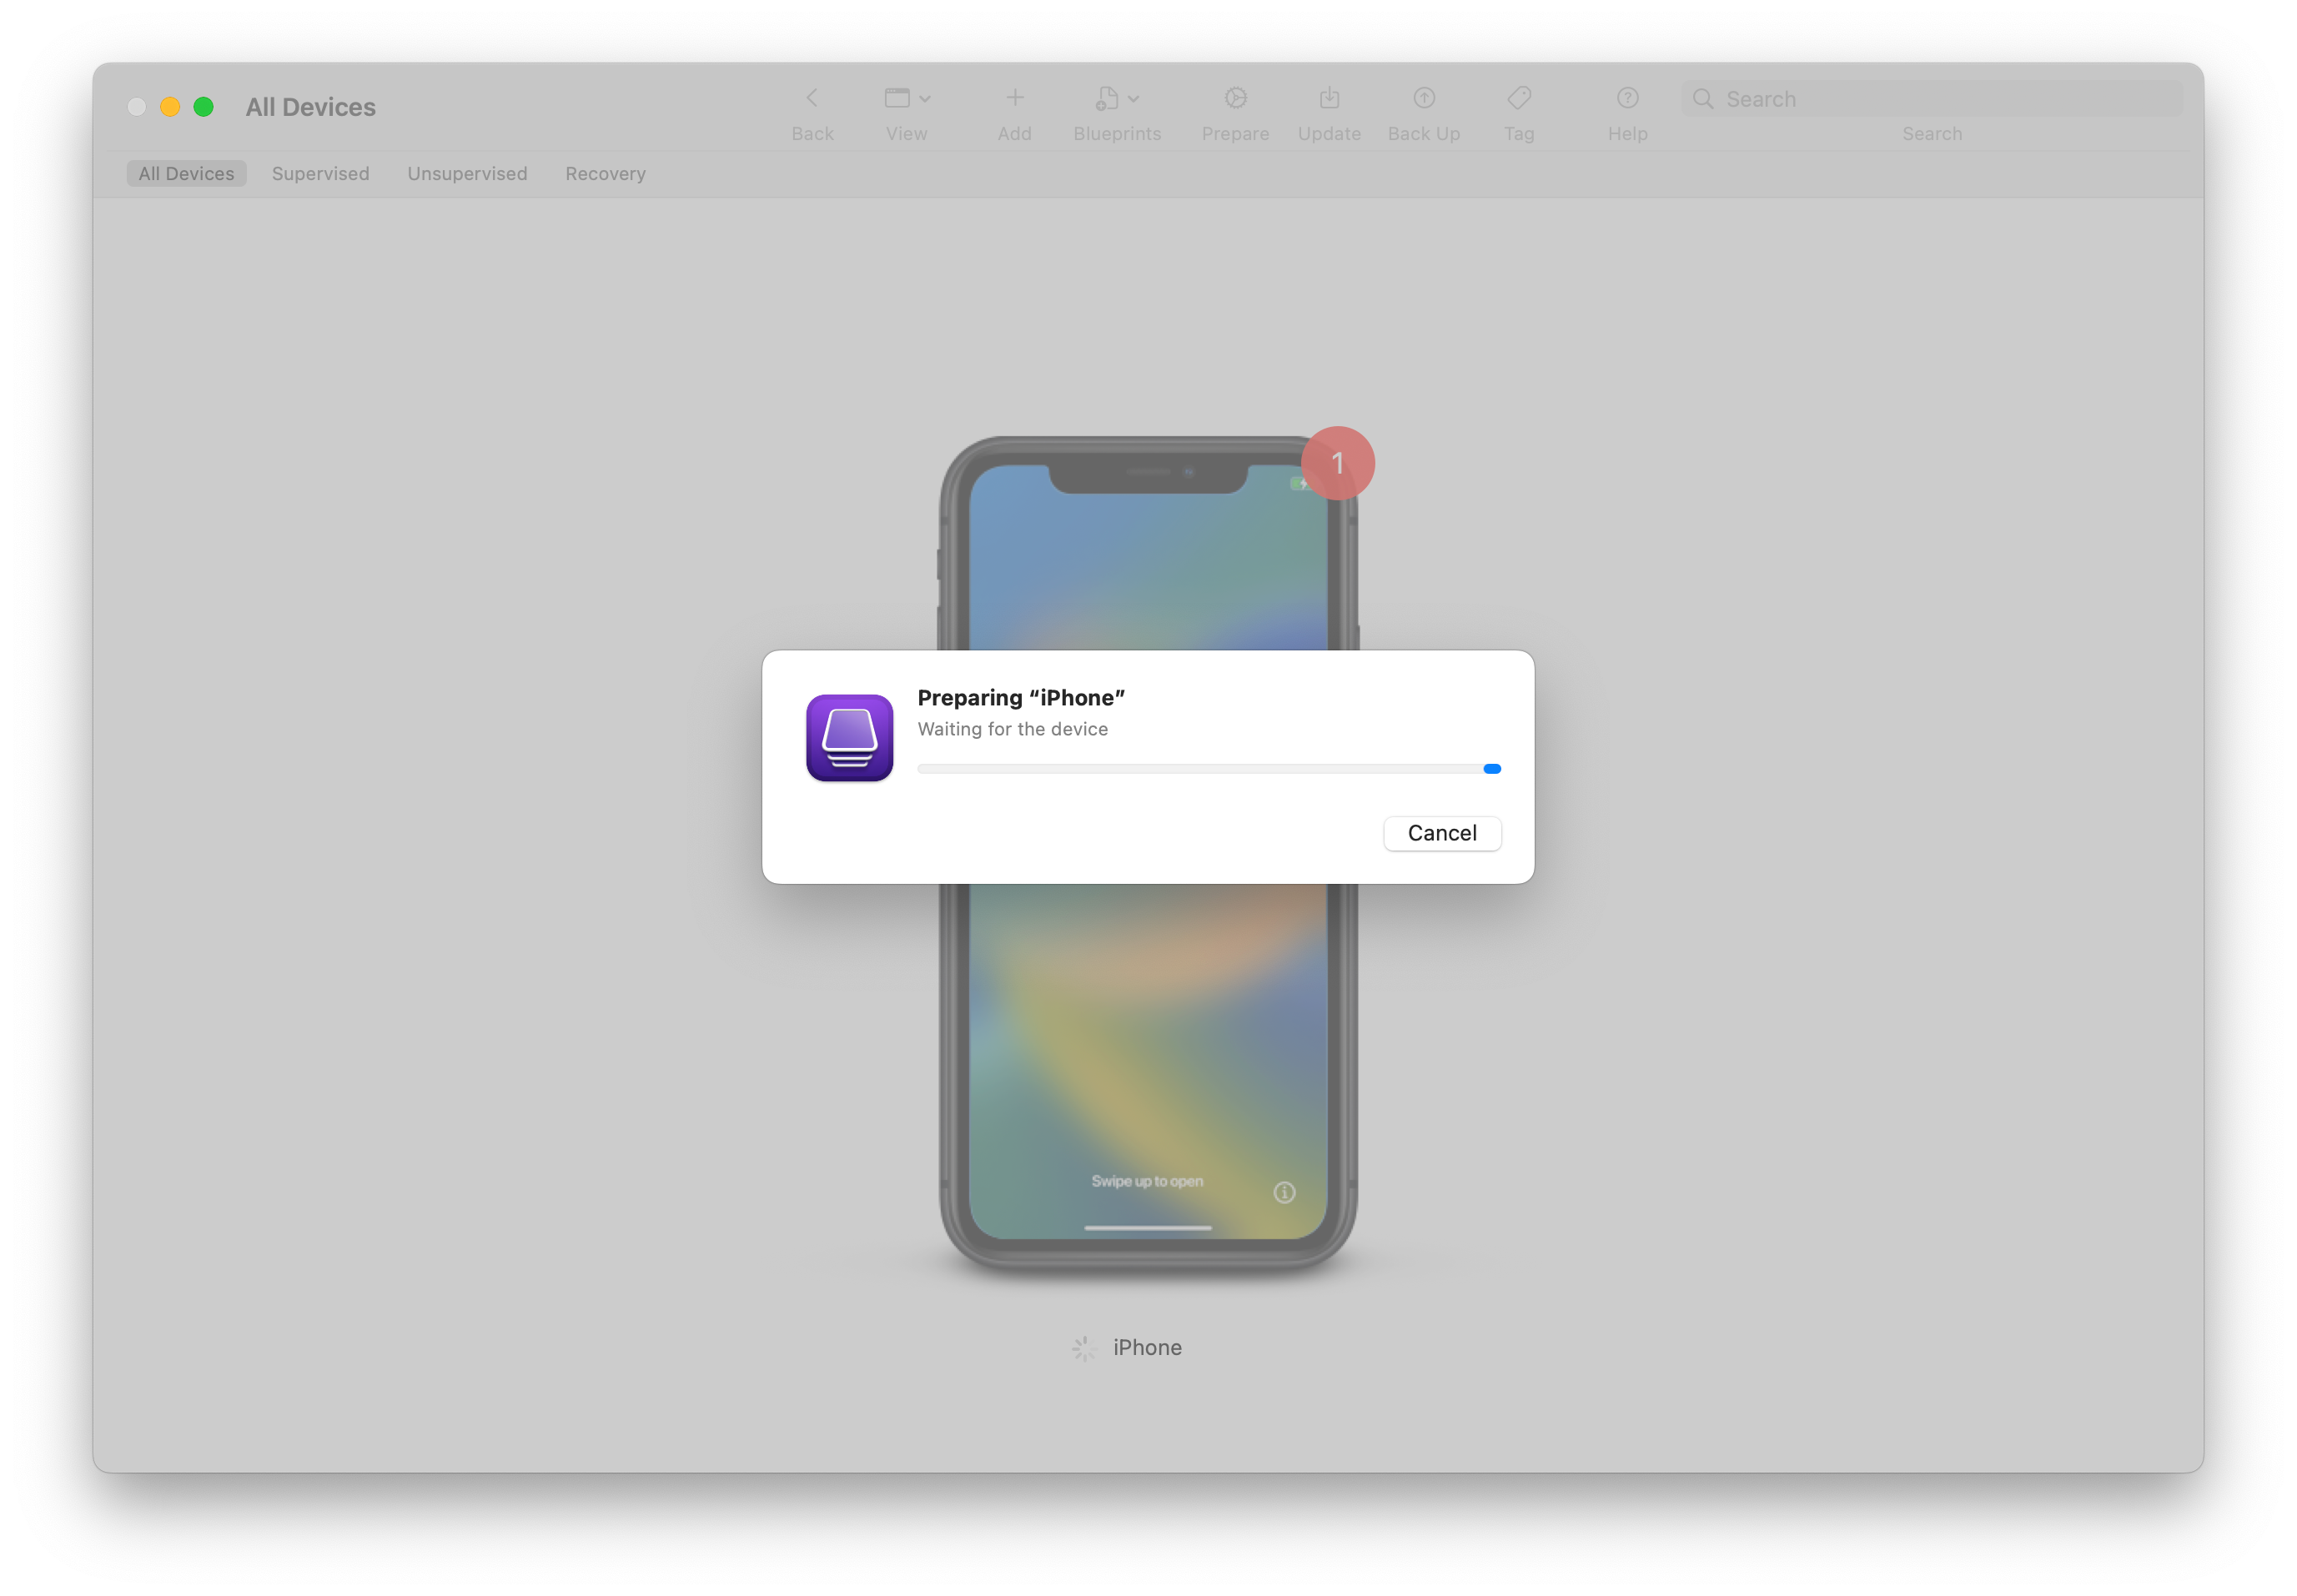 All Devices
Back
View
Add
Blueprints
Prepare
Update
Back Up
Tag
Help
Search
Search
All Devices
Supervised
Unsupervised
Recovery
1
Preparing “iPhone”
Waiting for the device
Cancel
Swipe up to open
iPhone